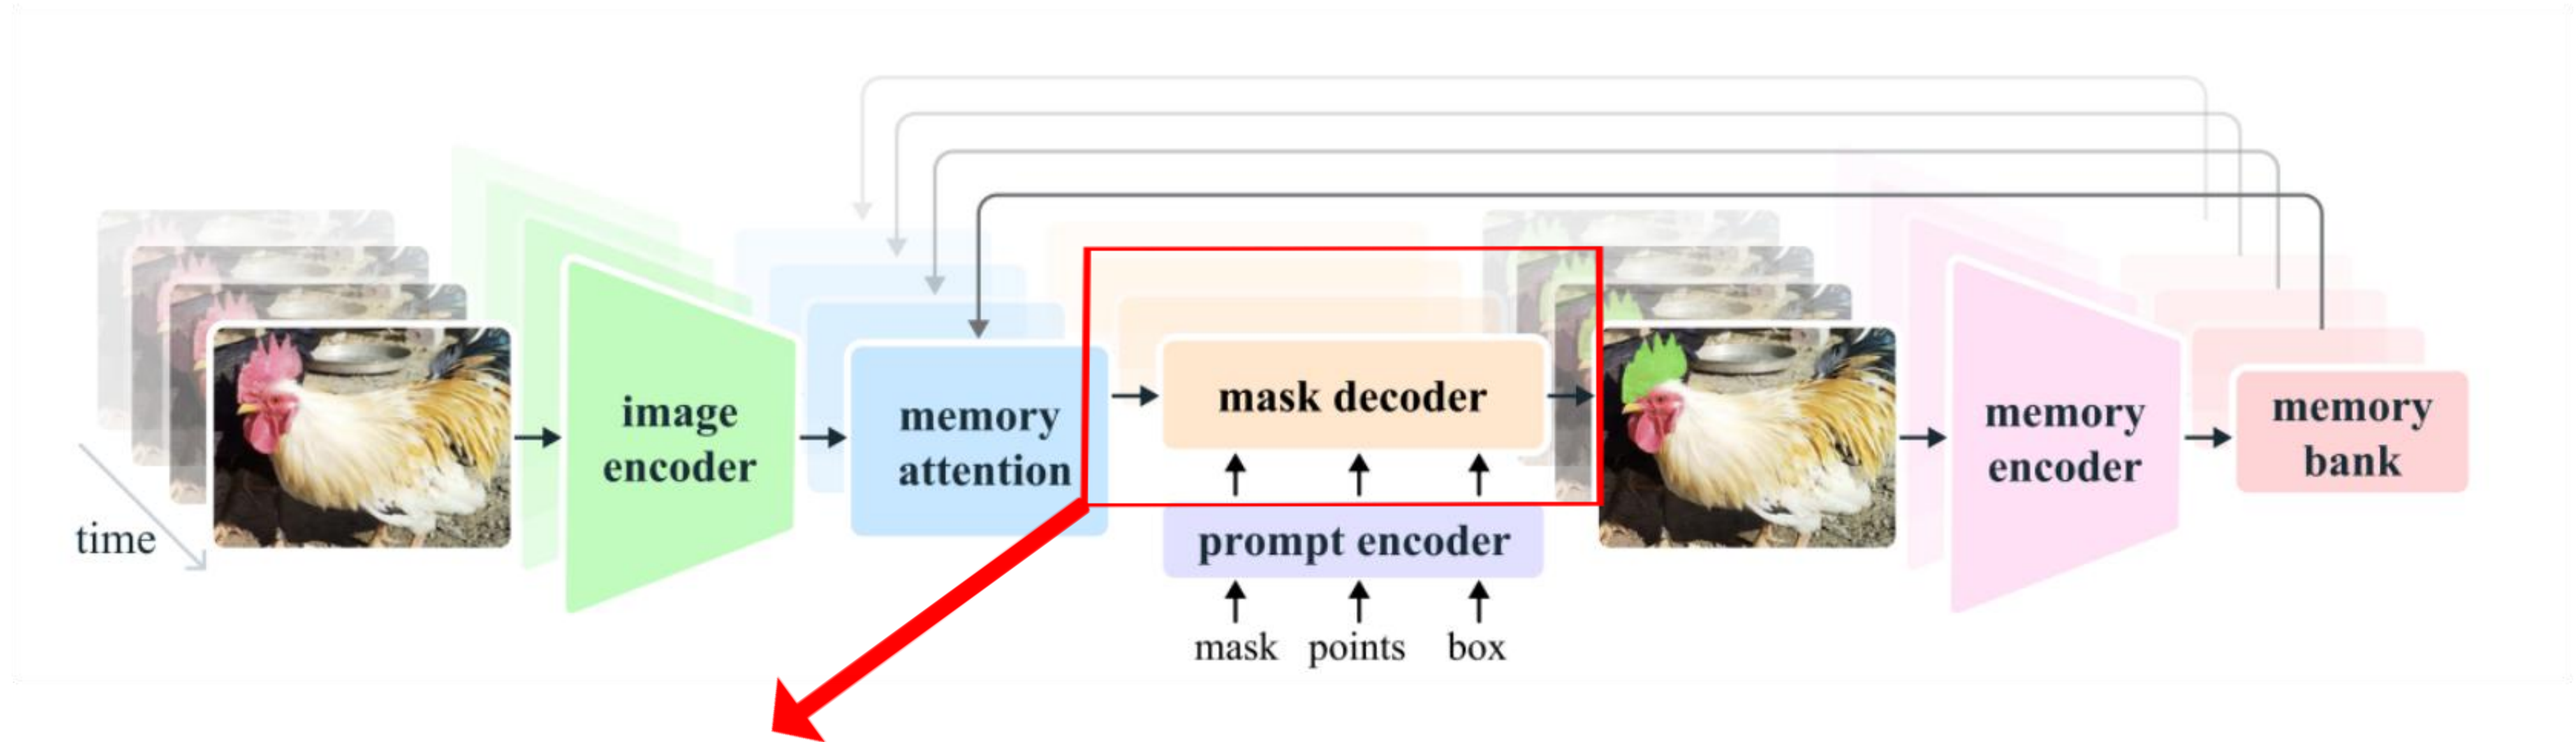 time
image
encoder
memory
attention
mask decoder
prompt encoder
mask points box
memory
encoder
memory
bank